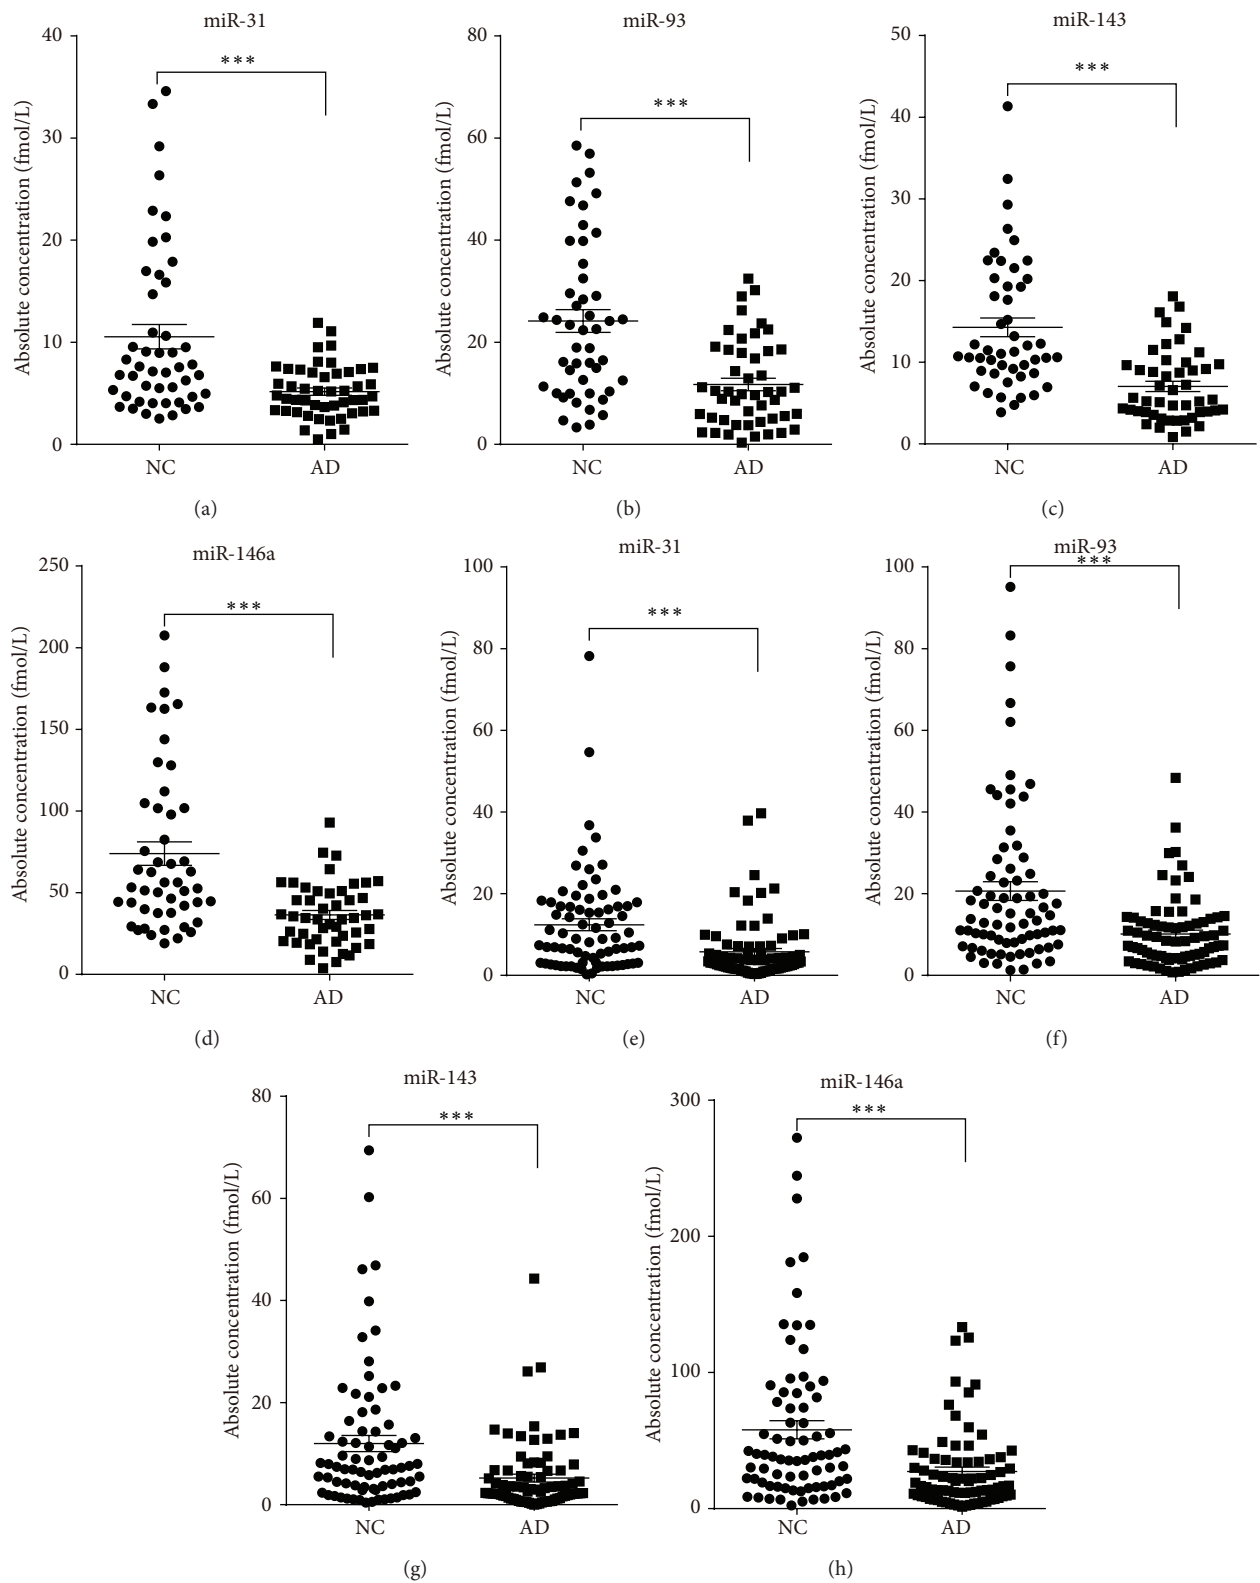 miR-31
***
40
30
20
10
0
Absolute concentration (fmol/L)
NC AD
(a)
miR-93
***
80
60
40
20
0
Absolute concentration (fmol/L)
NC AD
(b)
miR-143
***
50
40
30
20
10
0
Absolute concentration (fmol/L)
NC AD
(c)
miR-146a
***
250
200
150
100
50
0
Absolute concentration (fmol/L)
NC AD
(d)
miR-31
***
100
80
60
40
20
0
Absolute concentration (fmol/L)
NC AD
(e)
miR-93
***
100
80
60
40
20
0
Absolute concentration (fmol/L)
NC AD
(f)
miR-143
***
80
60
40
20
0
Absolute concentration (fmol/L)
NC AD
(g)
miR-146a
***
300
200
100
0
Absolute concentration (fmol/L)
NC AD
(h)